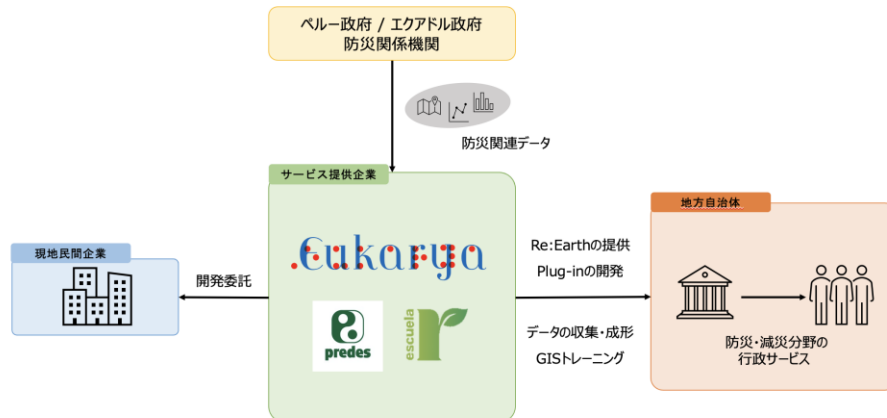 ペルー政府 / エクアドル政府
防災関係機関
防災関連データ
サービス提供企業
Eukarya
predes
escuela
r
現地民間企業
開発委託
Re:Earthの提供
Plug-inの開発
データの収集・成形
GISトレーニング
地方自治体
防災・減災分野の
行政サービス